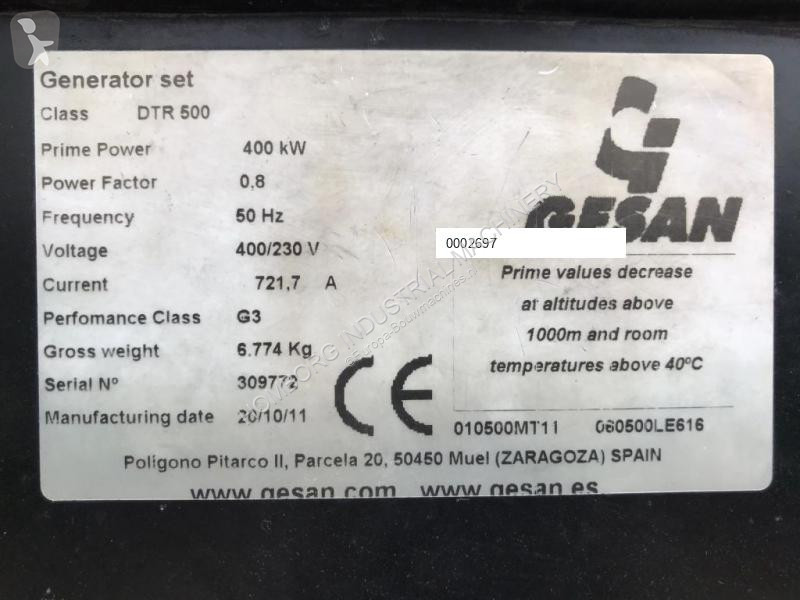 Generator set
Class DTR 500
Prime Power 400 kW
Power Factor 0,8
Frequency 50 Hz
Voltage 400/230 V
Current 721,7 A
Perfomance Class G3
Gross weight 6.774 Kg
Serial Nº 309772
Manufacturing date 20/10/11
GESAN
0002697
Prime values decrease
at altitudes above
1000m and room
temperatures above 40ºC
CE
010500MT11 060500LE616
Polígono Pitarco II, Parcela 20, 50450 Muel (ZARAGOZA) SPAIN
www.gesan.com www.gesan.es
OMBORG INDUSTRIAL MACHINERY